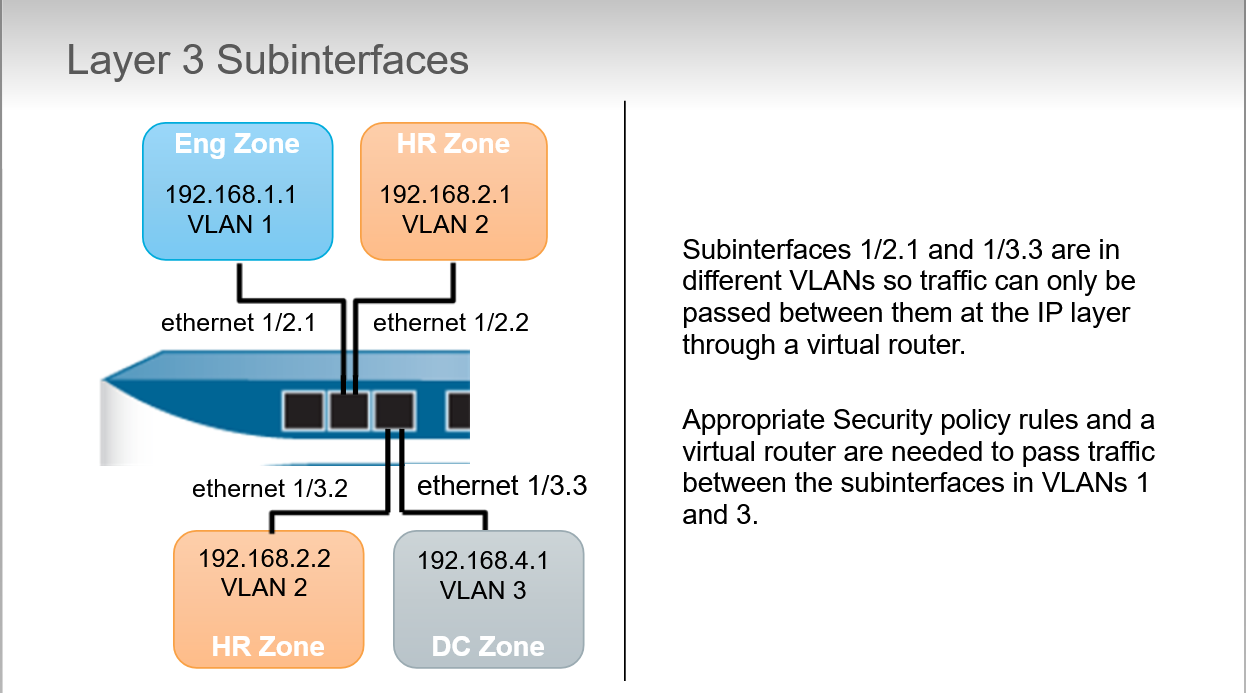 Layer 3 Subinterfaces
Eng Zone
192.168.1.1
VLAN 1
HR Zone
192.168.2.1
VLAN 2
ethernet 1/2.1
ethernet 1/2.2
ethernet 1/3.2
ethernet 1/3.3
192.168.2.2
VLAN 2
HR Zone
192.168.4.1
VLAN 3
DC Zone
Subinterfaces 1/2.1 and 1/3.3 are in
different VLANs so traffic can only be
passed between them at the IP layer
through a virtual router.
Appropriate Security policy rules and a
virtual router are needed to pass traffic
between the subinterfaces in VLANs 1
and 3.